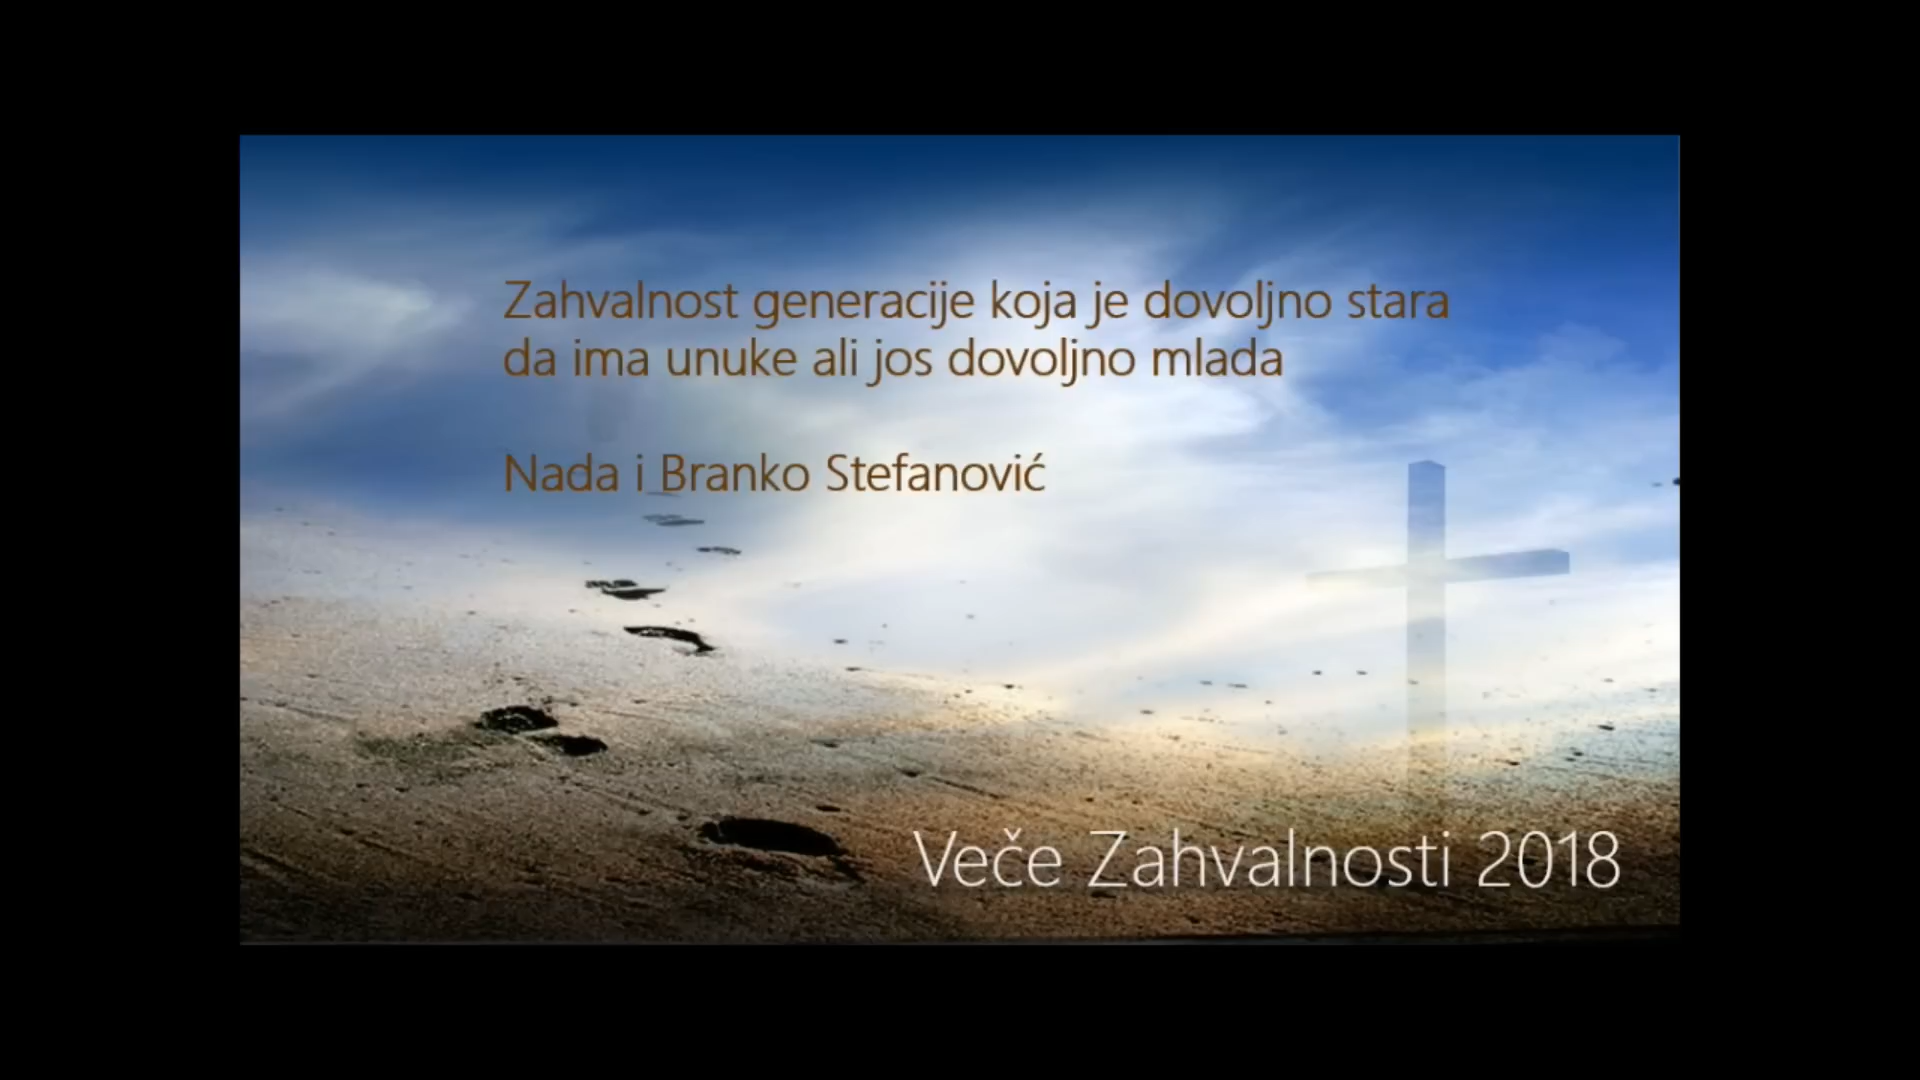 Zahvalnost generacije koja je dovoljno stara
da ima unuke ali jos dovoljno mlada
Nada i Branko Stefanović
Veče Zahvalnosti 2018